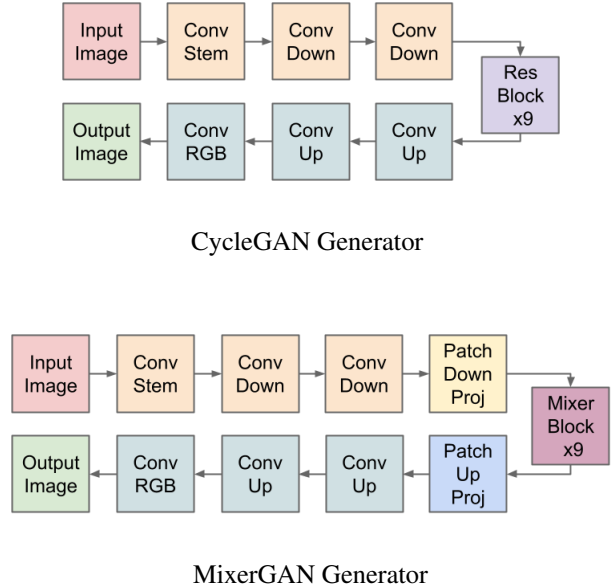 Input
Image
Conv
Stem
Conv
Down
Conv
Down
Res
Block
x9
Output
Image
Conv
RGB
Conv
Up
Conv
Up
CycleGAN Generator
Input
Image
Conv
Stem
Conv
Down
Conv
Down
Patch
Down
Proj
Mixer
Block
x9
Output
Image
Conv
RGB
Conv
Up
Conv
Up
Patch
Up
Proj
MixerGAN Generator